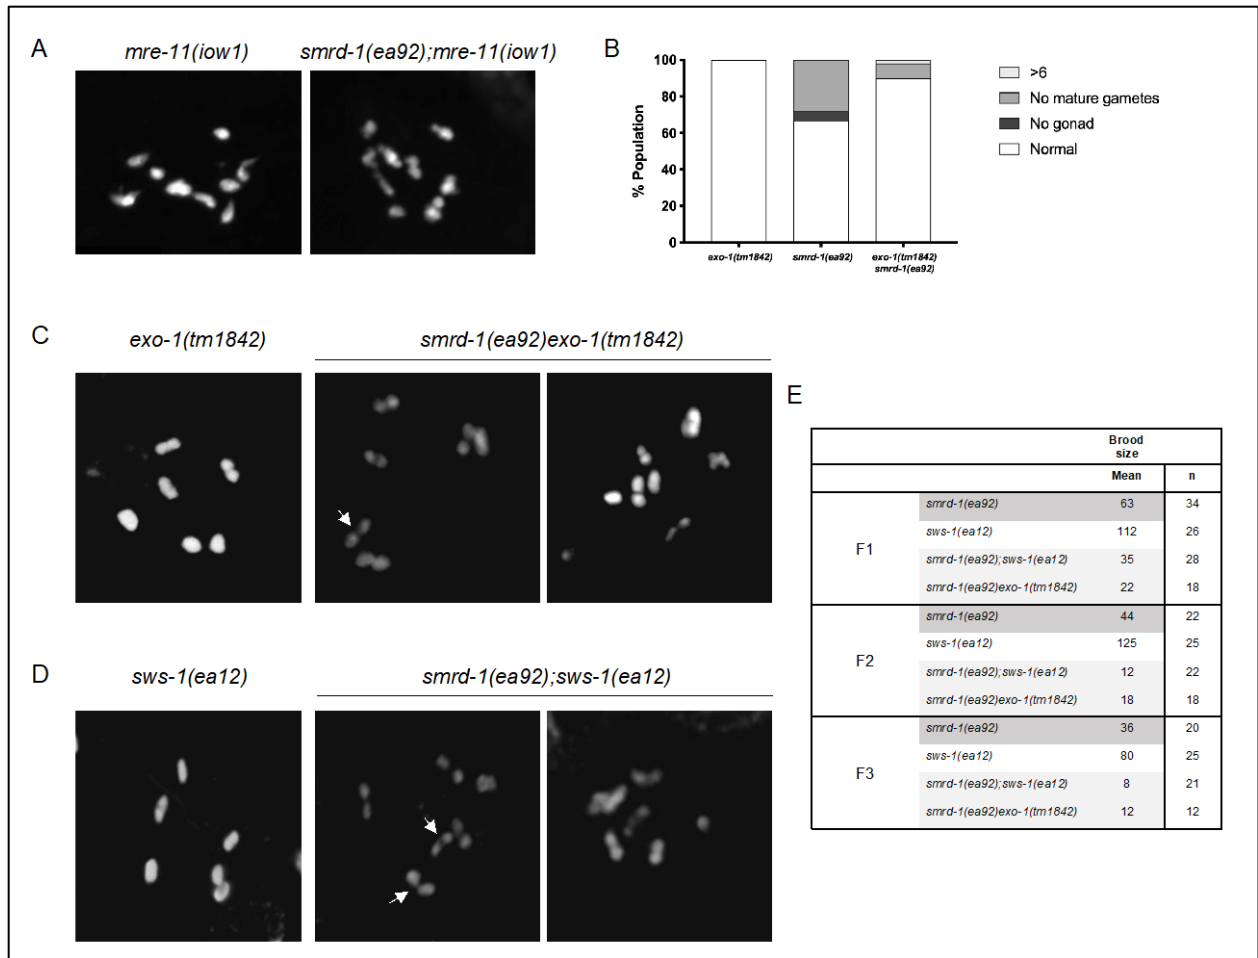 A
mre-11(iow1)
smrd-1(ea92);mre-11(iow1)
B
100
80
60
40
20
0
% Population
exo-1(tm1842)
smrd-1(ea92)
exo-1(tm1842)
smrd-1(ea92)
>6
No mature gametes
No gonad
Normal
C
exo-1(tm1842)
smrd-1(ea92)exo-1(tm1842)
D
sws-1(ea12)
smrd-1(ea92);sws-1(ea12)
E
Brood
size
Mean n
F1
smrd-1(ea92) 63 34
sws-1(ea12) 112 26
smrd-1(ea92);sws-1(ea12) 35 28
smrd-1(ea92)exo-1(tm1842) 22 18
F2
smrd-1(ea92) 44 22
sws-1(ea12) 125 25
smrd-1(ea92);sws-1(ea12) 12 22
smrd-1(ea92)exo-1(tm1842) 18 18
F3
smrd-1(ea92) 36 20
sws-1(ea12) 80 25
smrd-1(ea92);sws-1(ea12) 8 21
smrd-1(ea92)exo-1(tm1842) 12 12